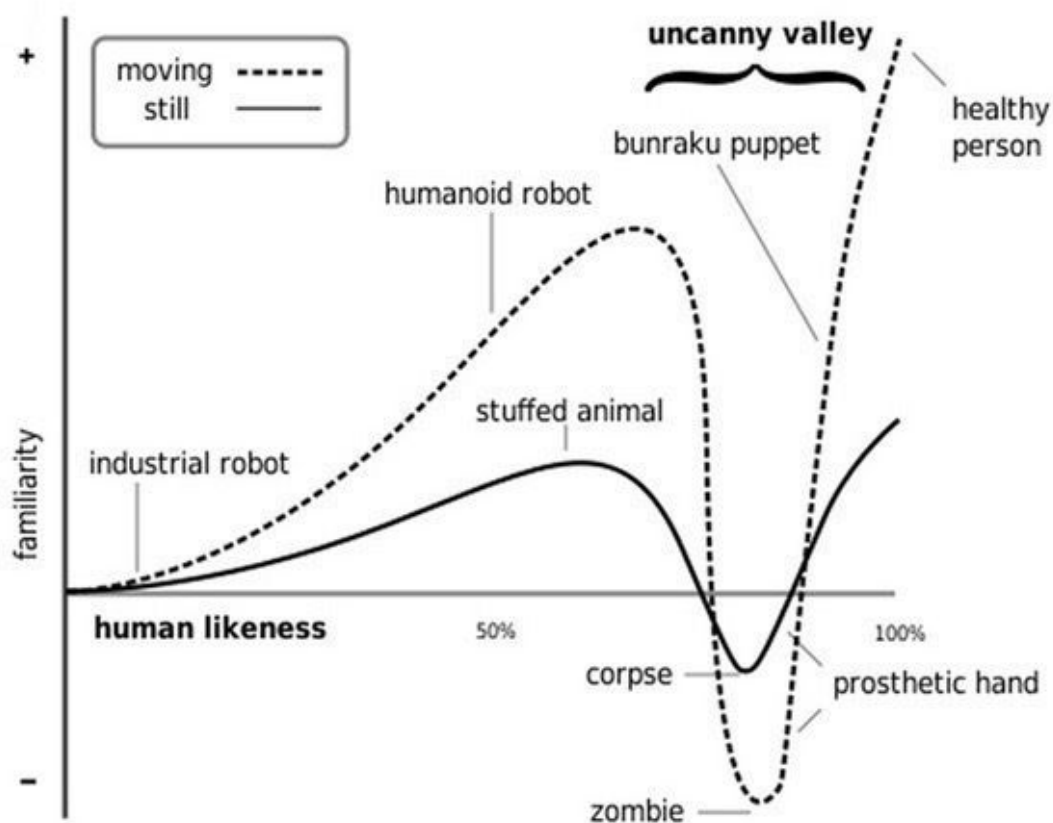 +
uncanny valley
moving
still
healthy
person
bunraku puppet
humanoid robot
stuffed animal
industrial robot
familiarity
human likeness
50%
100%
corpse
prosthetic hand
–
zombie